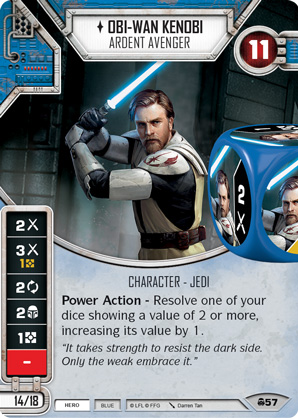 OBI-WAN KENOBI
ARDENT AVENGER
11
2
2
3
1
2
2
1
-
CHARACTER - JEDI
Power Action - Resolve one of your
dice showing a value of 2 or more,
increasing its value by 1.
“It takes strength to resist the dark side.
Only the weak embrace it.”
14/18
HERO
BLUE
© LFL © FFG
Darren Tan
57